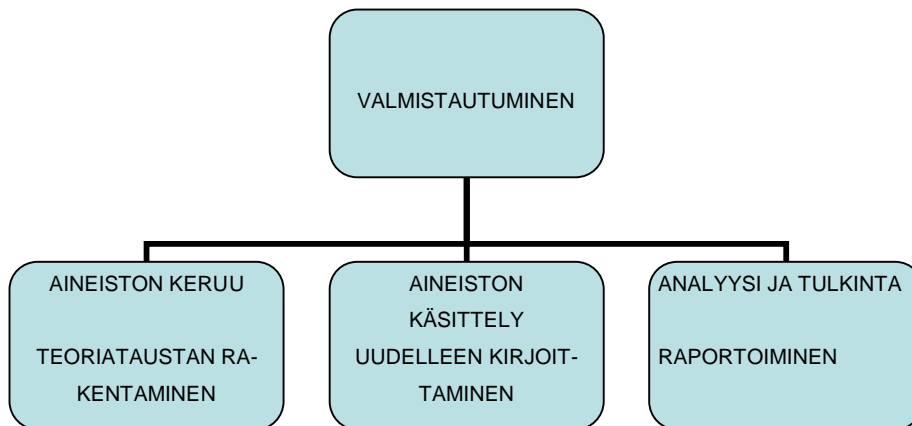 VALMISTAUTUMINEN
AINEISTON KERUU
TEORIATAUSTAN RA-
KENTAMINEN
AINEISTON
KÄSITTELY
UUDELLEEN KIRJOIT-
TAMINEN
ANALYYSI JA TULKINTA
RAPORTOIMINEN